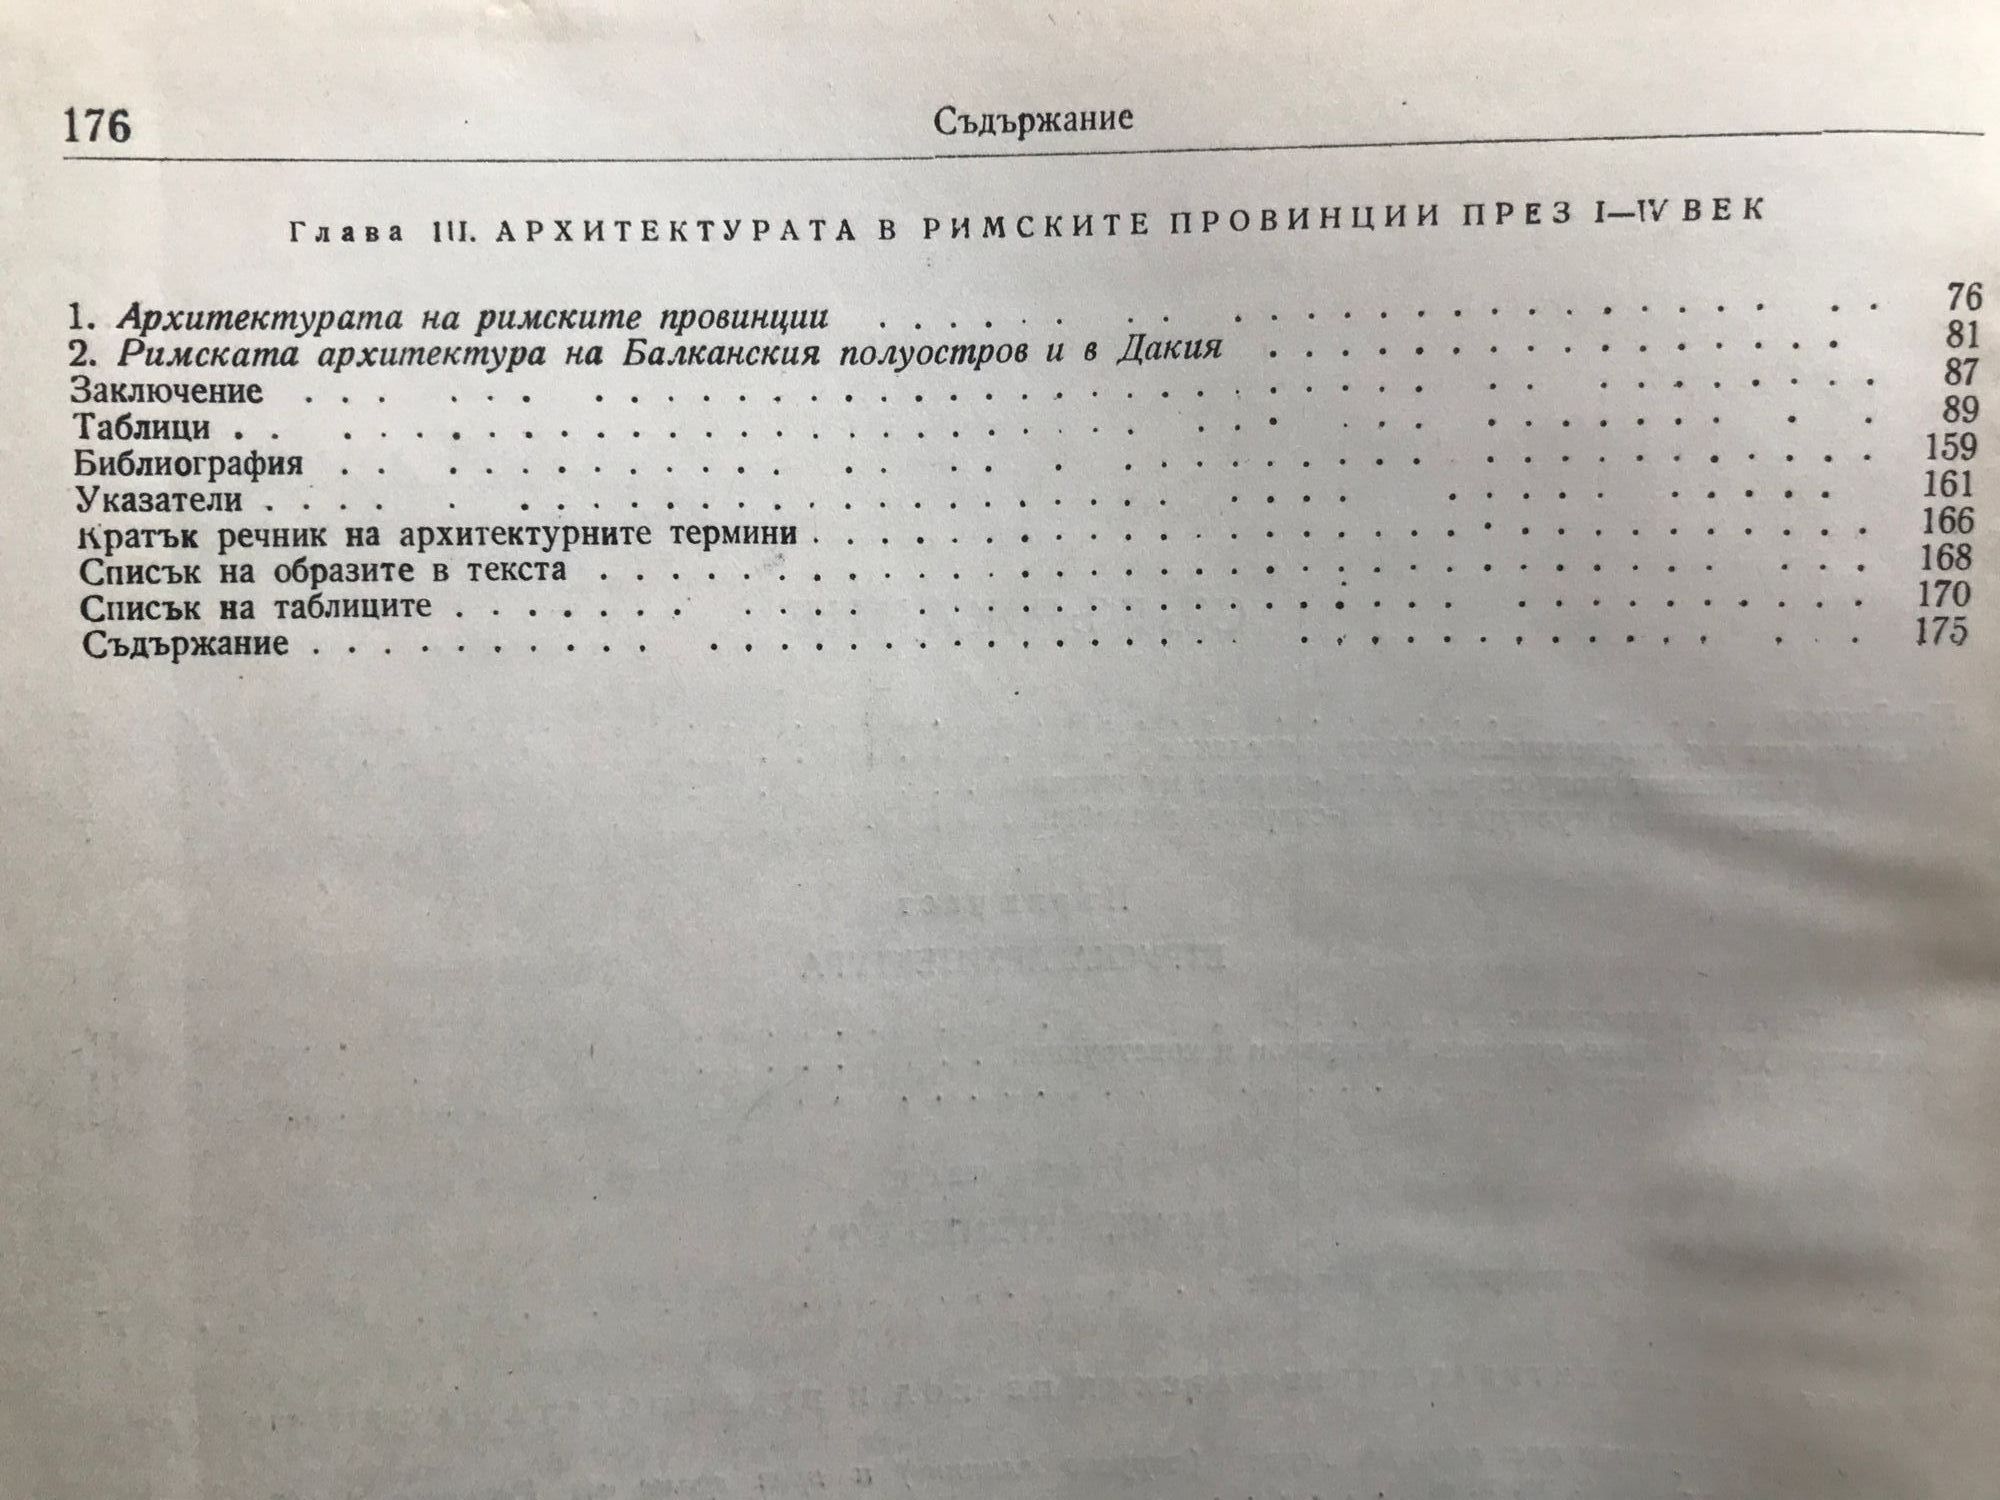 176 Съдържание
Глава III. АРХИТЕКТУРАТА В РИМСКИТЕ ПРОВИНЦИИ ПРЕЗ I—IV ВЕК
1. Архитектурата на римските провинции . . . . . . . . . . . . . . . . . . . . 76
2. Римската архитектура на Балканския полуостров и в Дакия . . . . . . . . . . . . . . . . 81
Заключение . . . . . . . . . . . . . . . . . . . . 87
Таблици . . . . . . . . . . . . . . . . . . . . 89
Библиография . . . . . . . . . . . . . . . . . . . . 159
Указатели . . . . . . . . . . . . . . . . . . . . 161
Кратък речник на архитектурните термини . . . . . . . . . . . . . . . . . . . . 166
Списък на образите в текста . . . . . . . . . . . . . . . . . . . . 168
Списък на таблиците . . . . . . . . . . . . . . . . . . . . 170
Съдържание . . . . . . . . . . . . . . . . . . . . 175